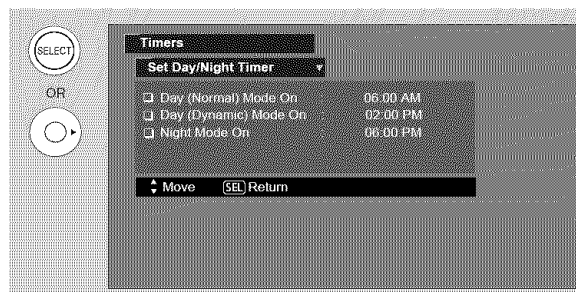 SELECT
OR
Timers
Set Day/Night Timer
Day (Normal) Mode On : 06.00 AM
Day (Dynamic) Mode On : 02:00 PM
Night Mode On : 06:00 PM
Move SEL Return